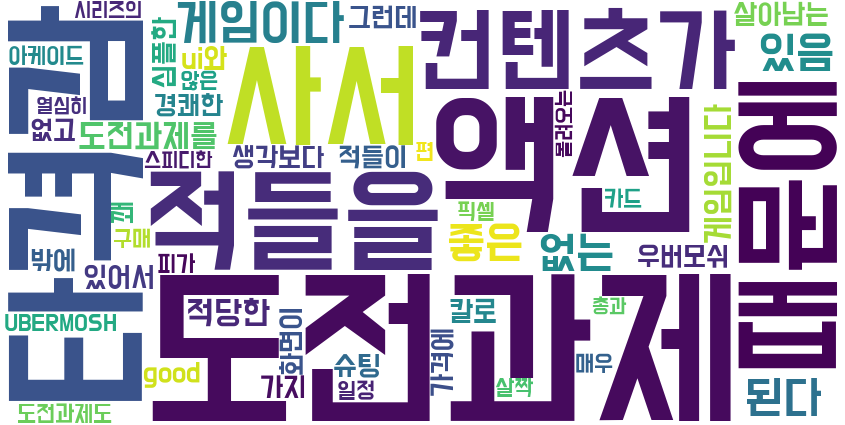 시리즈의
게임이다
그런데
컨텐츠가
살아남는
있음
아케이드
심플한
ui와
않은
사서
열심히
경쾌한
없고
도전과제를
타격감
스피디한
생각보다
적들이
편
액션
몰려오는
게임입니다
적들을
꽤
구매
픽셀
카드
좋은
없는
우버모쉬
밖에
있어서
피가
UBERMOSH
도전과제
적당한
화면이
칼로
총과
가격에
슈팅
매우
good
가지
일정
살짝
된다
도전과제도